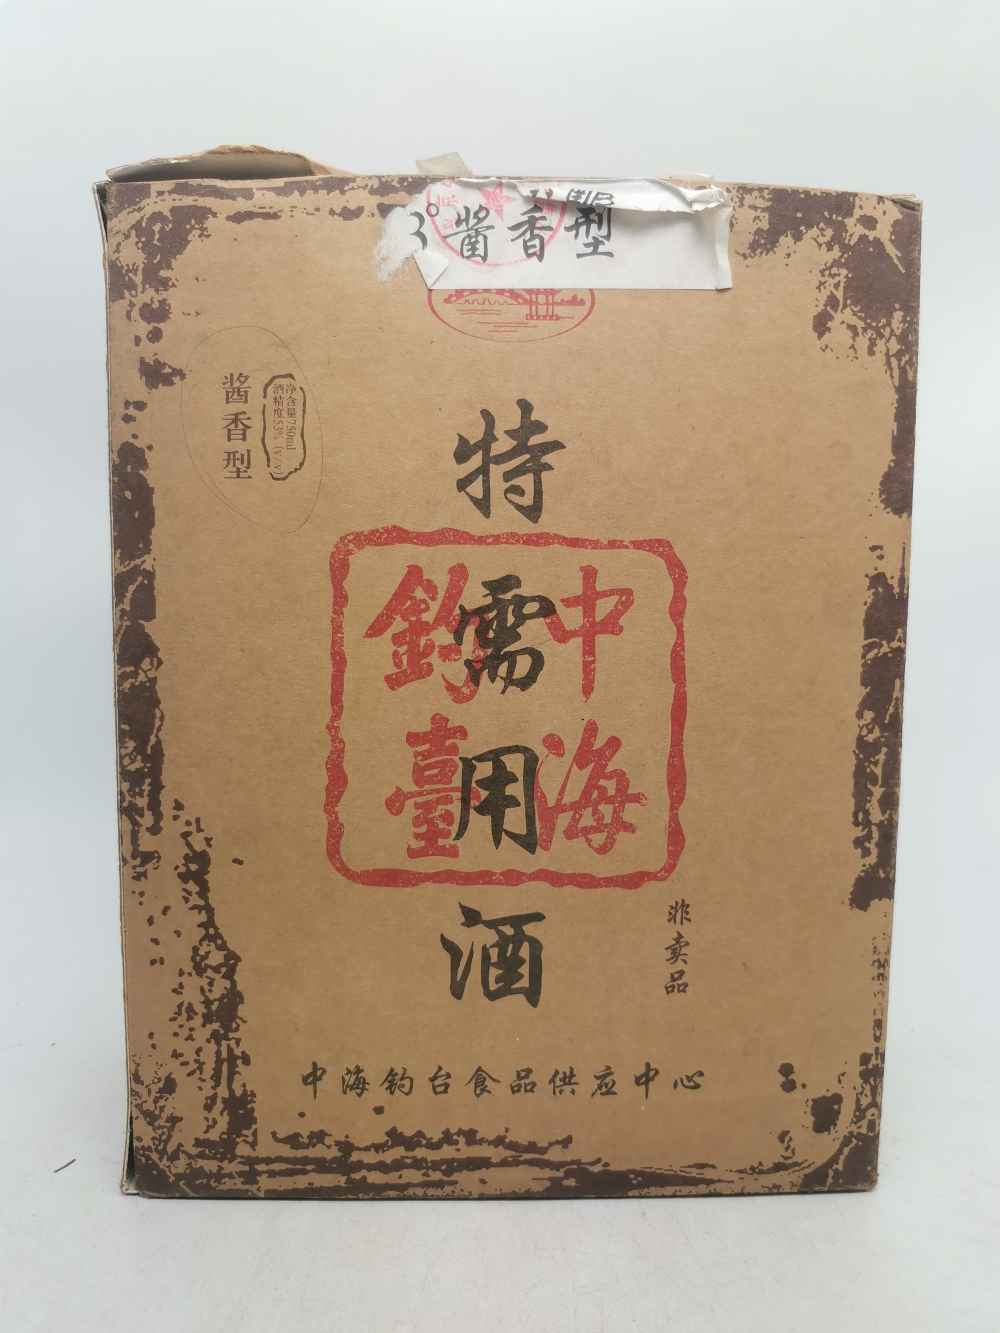 3°酱香型
酱香型
净含量750ml
酒精度53%(v/v)
特需用酒
中海
釣臺
非卖品
中海钓台食品供应中心